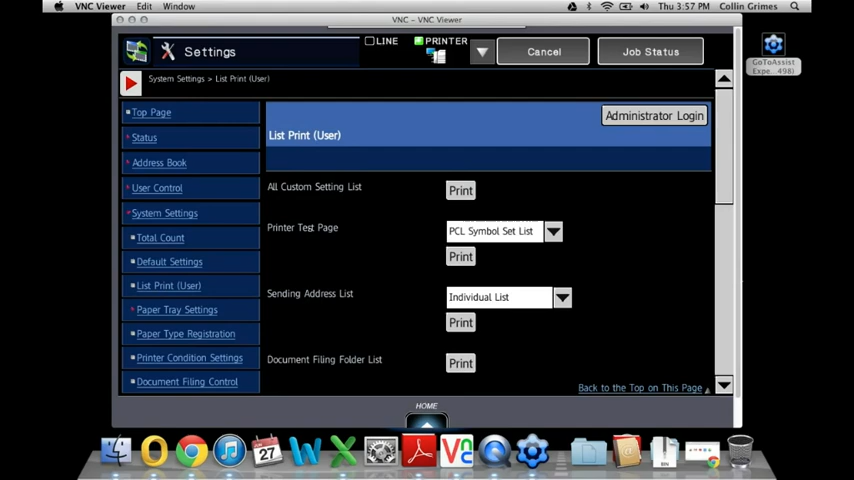 VNC Viewer Edit Window Thu 3:57 PM Collin Grimes
VNC - VNC Viewer
Settings
LINE
PRINTER
Cancel
Job Status
GoToAssist
Expe...498)
System Settings > List Print (User)
Top Page
Status
Address Book
User Control
System Settings
Total Count
Default Settings
List Print (User)
Paper Tray Settings
Paper Type Registration
Printer Condition Settings
Document Filing Control
Administrator Login
List Print (User)
All Custom Setting List
Print
Printer Test Page
PCL Symbol Set List
Print
Sending Address List
Individual List
Print
Document Filing Folder List
Print
Back to the Top on This Page
HOME
27